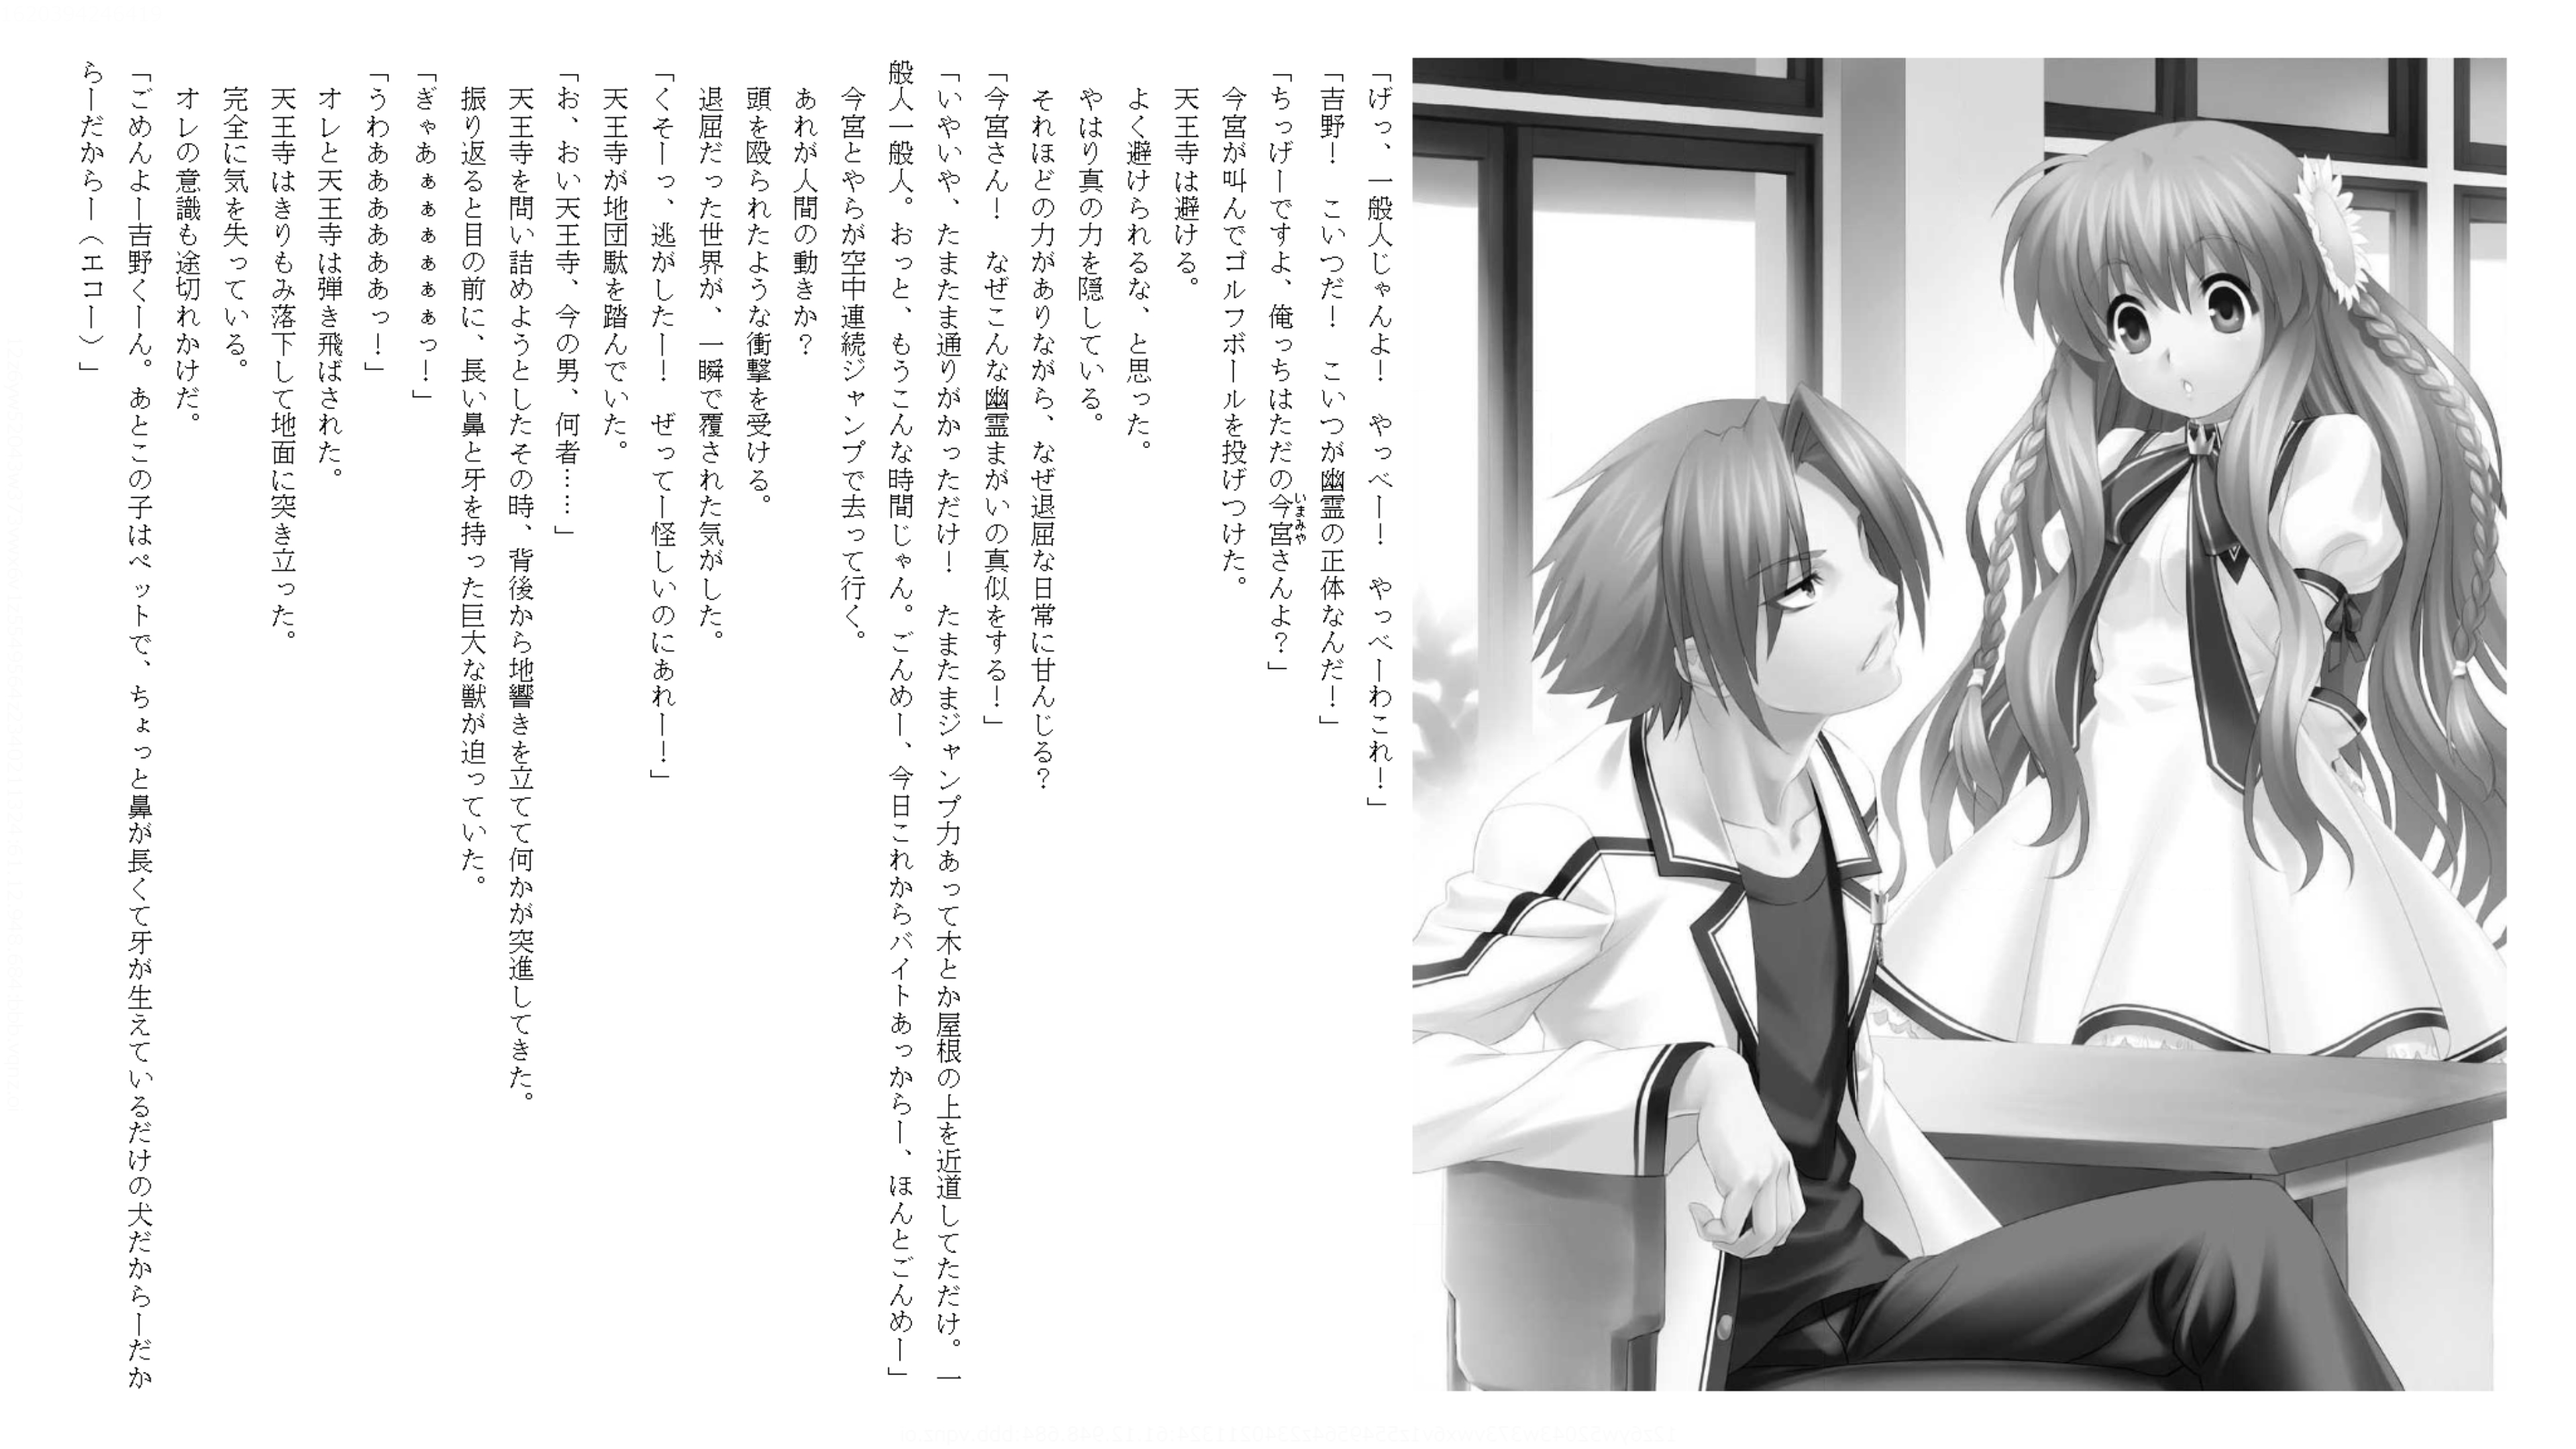 「げっ、一般人じゃんよ！　やっべー！　やっべーわこれ！」
「吉野！　こいつだ！　こいつが幽霊の正体なんだ！」
「ちっげーですよ、俺っちはただの今宮さんよ？」
いまみや
今宮が叫んでゴルフボールを投げつけた。
天王寺は避ける。
よく避けられるな、と思った。
やはり真の力を隠している。
それほどの力がありながら、なぜ退屈な日常に甘んじる？
「今宮さん！　なぜこんな幽霊まがいの真似をする！」
「いやいや、たまたま通りがかっただけ！　たまたまジャンプ力あって木とか屋根の上を近道してただけ。一
般人一般人。おっと、もうこんな時間じゃん。ごんめー、今日これからバイトあっからー、ほんとごんめー」
今宮とやらが空中連続ジャンプで去って行く。
あれが人間の動きか？
頭を殴られたような衝撃を受ける。
退屈だった世界が、一瞬で覆された気がした。
「くそーっ、逃がしたー！　ぜってー怪しいのにあれー！」
天王寺が地団駄を踏んでいた。
「お、おい天王寺、今の男、何者……」
天王寺を問い詰めようとしたその時、背後から地響きを立てて何かが突進してきた。
振り返ると目の前に、長い鼻と牙を持った巨大な獣が迫っていた。
「ぎゃあぁぁぁぁぁぁっ！」
「うわあああああああっ！」
オレと天王寺は弾き飛ばされた。
天王寺はきりもみ落下して地面に突き立った。
完全に気を失っている。
オレの意識も途切れかけだ。
「ごめんよー吉野くーん。あとこの子はペットで、ちょっと鼻が長くて牙が生えているだけの犬だからーだか
らーだからー（エコー）」